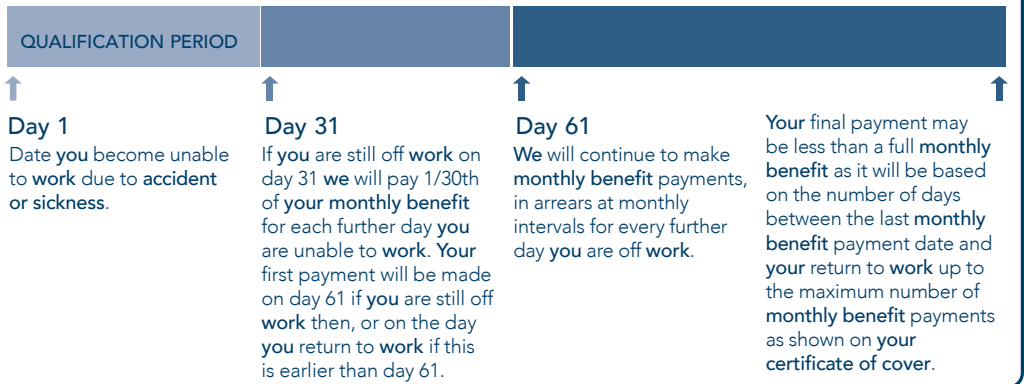 QUALIFICATION PERIOD
Day 1
Date you become unable
to work due to accident
or sickness.
Day 31
If you are still off work on
day 31 we will pay 1/30th
of your monthly benefit
for each further day you
are unable to work. Your
first payment will be made
on day 61 if you are still off
work then, or on the day
you return to work if this
is earlier than day 61.
Day 61
We will continue to make
monthly benefit payments,
in arrears at monthly
intervals for every further
day you are off work.
Your final payment may
be less than a full monthly
benefit as it will be based
on the number of days
between the last monthly
benefit payment date and
your return to work up to
the maximum number of
monthly benefit payments
as shown on your
certificate of cover.